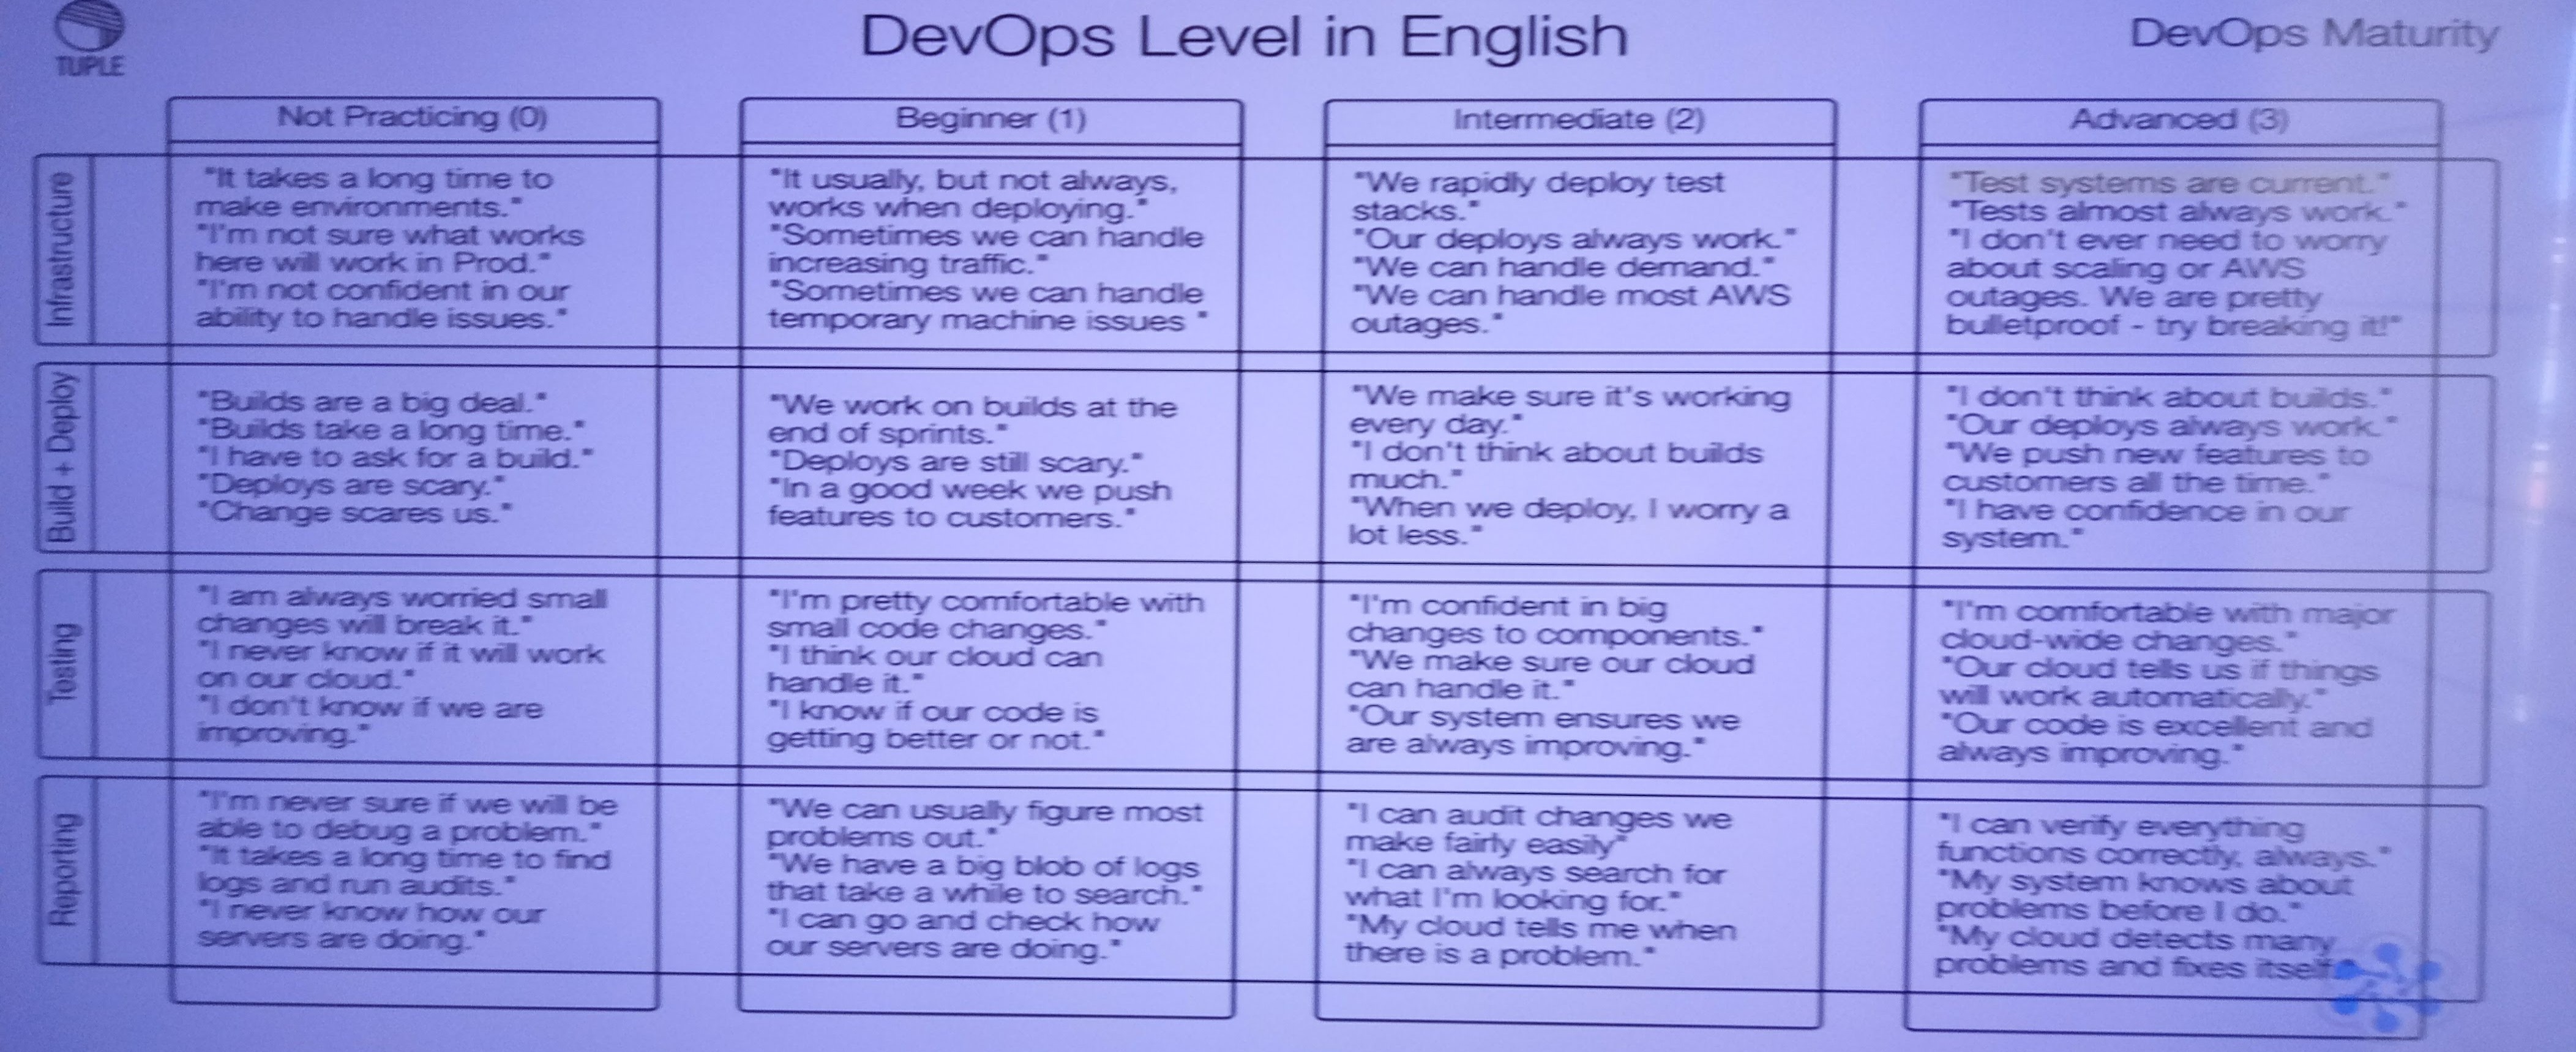 TUPLE
DevOps Level in English
DevOps Maturity
Not Practicing (0)
Beginner (1)
Intermediate (2)
Advanced (3)
Infrastructure
"It takes a long time to
make environments."
"I'm not sure what works
here will work in Prod."
"I'm not confident in our
ability to handle issues."
"It usually, but not always,
works when deploying."
"Sometimes we can handle
increasing traffic."
"Sometimes we can handle
temporary machine issues "
"We rapidly deploy test
stacks."
"Our deploys always work."
"We can handle demand."
"We can handle most AWS
outages."
"Test systems are current."
"Tests almost always work."
"I don't ever need to worry
about scaling or AWS
outages. We are pretty
bulletproof - try breaking it!"
Build + Deploy
"Builds are a big deal."
"Builds take a long time."
"I have to ask for a build."
"Deploys are scary."
"Change scares us."
"We work on builds at the
end of sprints."
"Deploys are still scary."
"In a good week we push
features to customers."
"We make sure it's working
every day."
"I don't think about builds
much."
"When we deploy, I worry a
lot less."
"I don't think about builds."
"Our deploys always work."
"We push new features to
customers all the time."
"I have confidence in our
system."
Testing
"I am always worried small
changes will break it."
"I never know if it will work
on our cloud."
"I don't know if we are
improving."
"I'm pretty comfortable with
small code changes."
"I think our cloud can
handle it."
"I know if our code is
getting better or not."
"I'm confident in big
changes to components."
"We make sure our cloud
can handle it."
"Our system ensures we
are always improving."
"I'm comfortable with major
cloud-wide changes."
"Our cloud tells us if things
will work automatically."
"Our code is excellent and
always improving."
Reporting
"I'm never sure if we will be
able to debug a problem."
"It takes a long time to find
logs and run audits."
"I never know how our
servers are doing."
"We can usually figure most
problems out."
"We have a big blob of logs
that take a while to search."
"I can go and check how
our servers are doing."
"I can audit changes we
make fairly easily"
"I can always search for
what I'm looking for."
"My cloud tells me when
there is a problem."
"I can verify everything
functions correctly, always."
"My system knows about
problems before I do."
"My cloud detects many
problems and fixes itself."